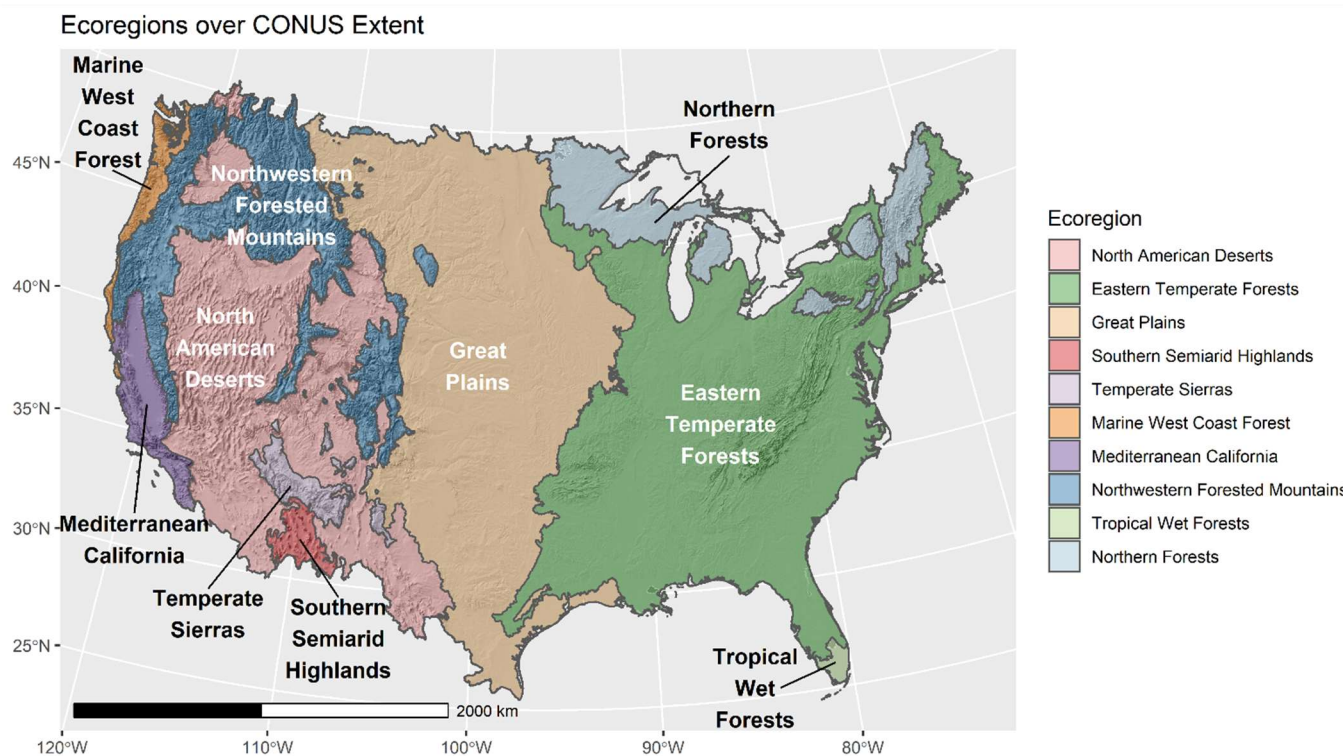 Ecoregions over CONUS Extent
Marine
West
Coast
Forest
Northern
Forests
Northwestern
Forested
Mountains
North
American
Deserts
Great
Plains
Eastern
Temperate
Forests
Mediterranean
California
Temperate
Sierras
Southern
Semiarid
Highlands
Tropical
Wet
Forests
45°N
40°N
35°N
30°N
25°N
2000 km
120°W
110°W
100°W
90°W
80°W
Ecoregion
North American Deserts
Eastern Temperate Forests
Great Plains
Southern Semiarid Highlands
Temperate Sierras
Marine West Coast Forest
Mediterranean California
Northwestern Forested Mountains
Tropical Wet Forests
Northern Forests